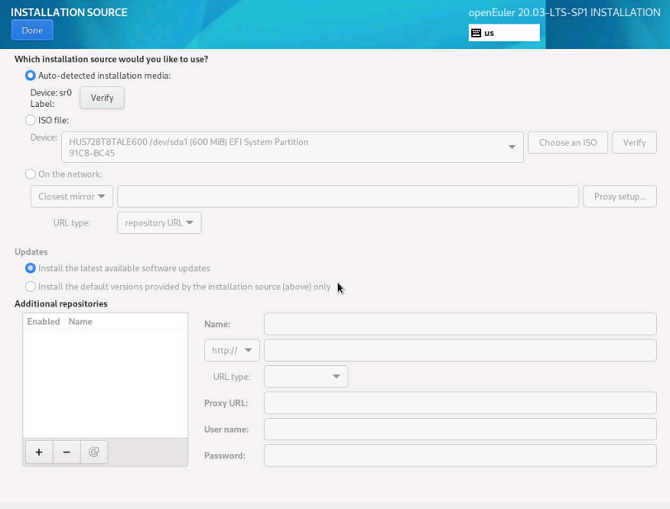 INSTALLATION SOURCE
openEuler 20.03-LTS-SP1 INSTALLATION
Done
us
Which installation source would you like to use?
Auto-detected installation media:
Device: sr0
Label:
Verify
ISO file:
Device:
HUS728T8TALE600 /dev/sda1 (600 MiB) EFI System Partition
91C8-BC45
Choose an ISO
Verify
On the network:
Closest mirror
Proxy setup...
URL type:
repository URL
Updates
Install the latest available software updates
Install the default versions provided by the installation source (above) only
Additional repositories
Enabled Name
Name:
http://
URL type:
Proxy URL:
User name:
Password: